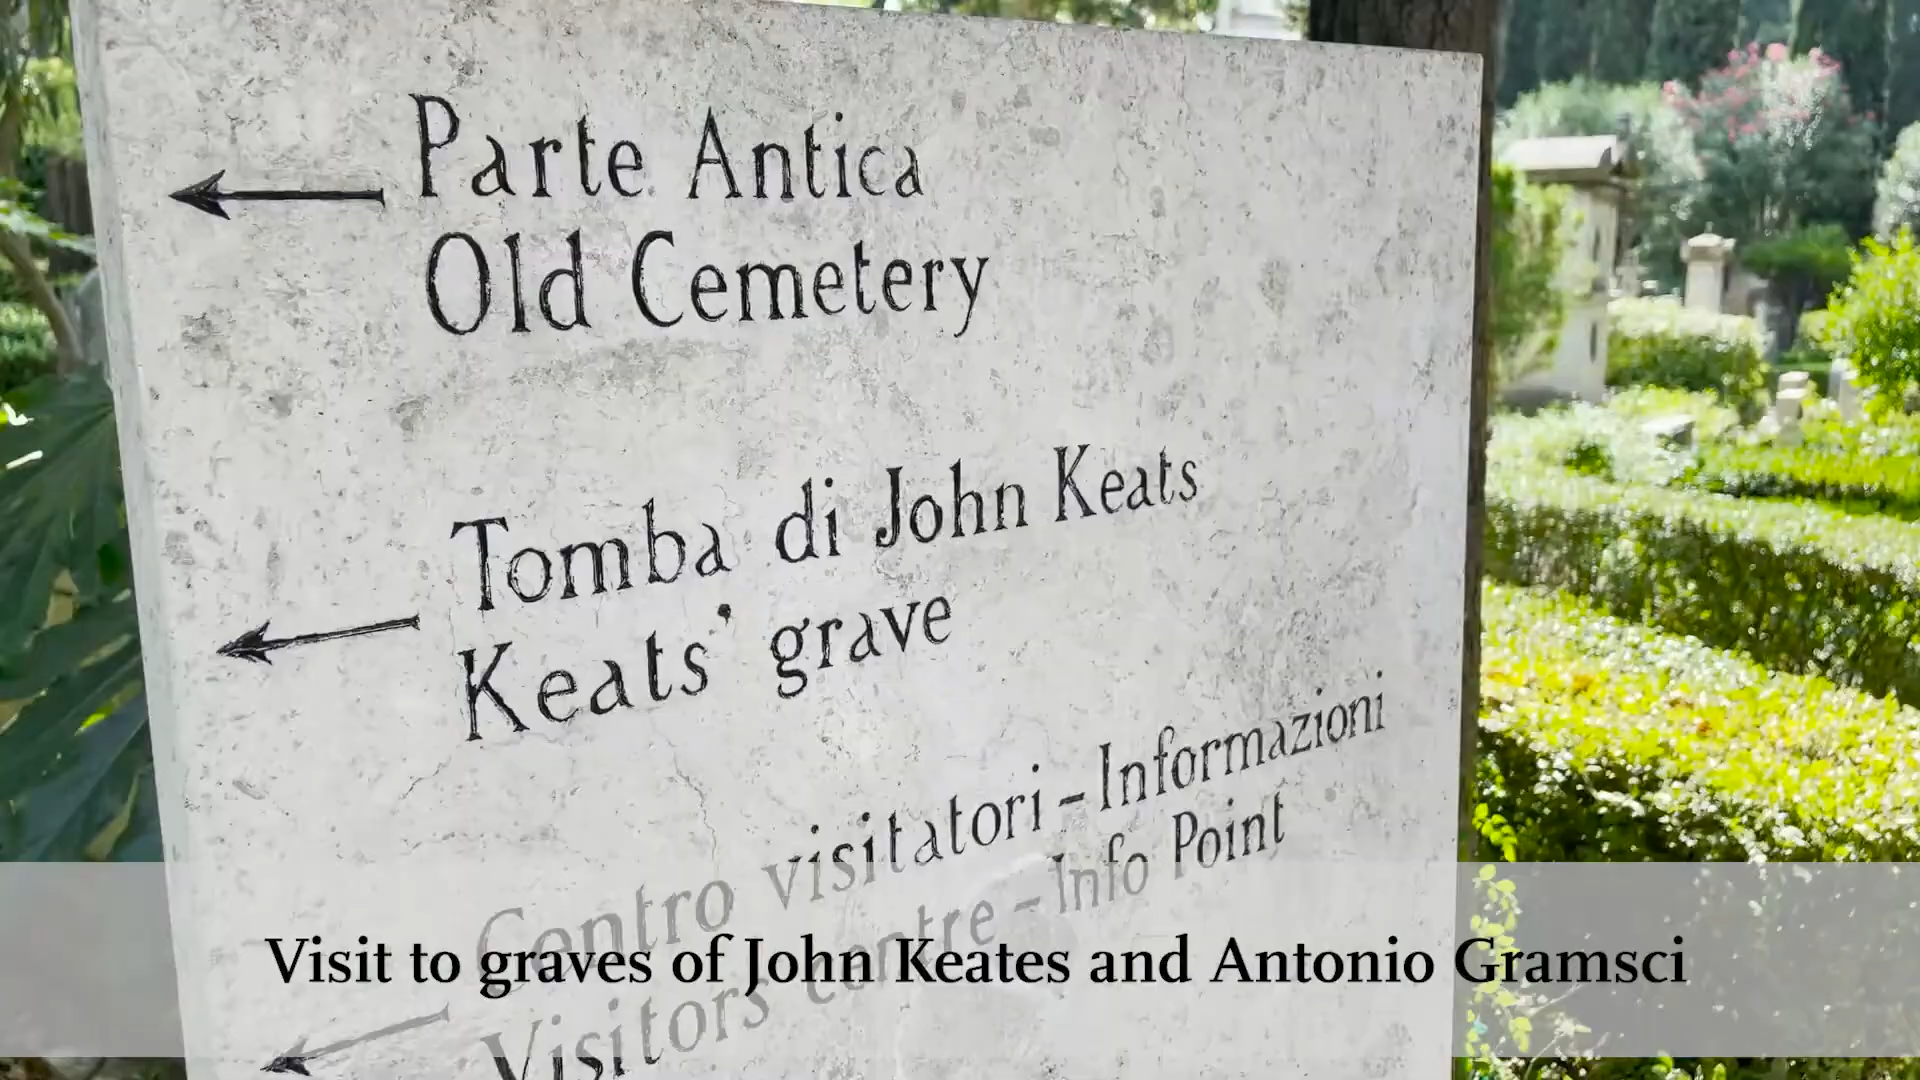 Parte Antica
Old Cemetery
Tomba di John Keats
Keats' grave
Centro visitatori - Informazioni
Visitors centre - Info Point
Visit to graves of John Keates and Antonio Gramsci